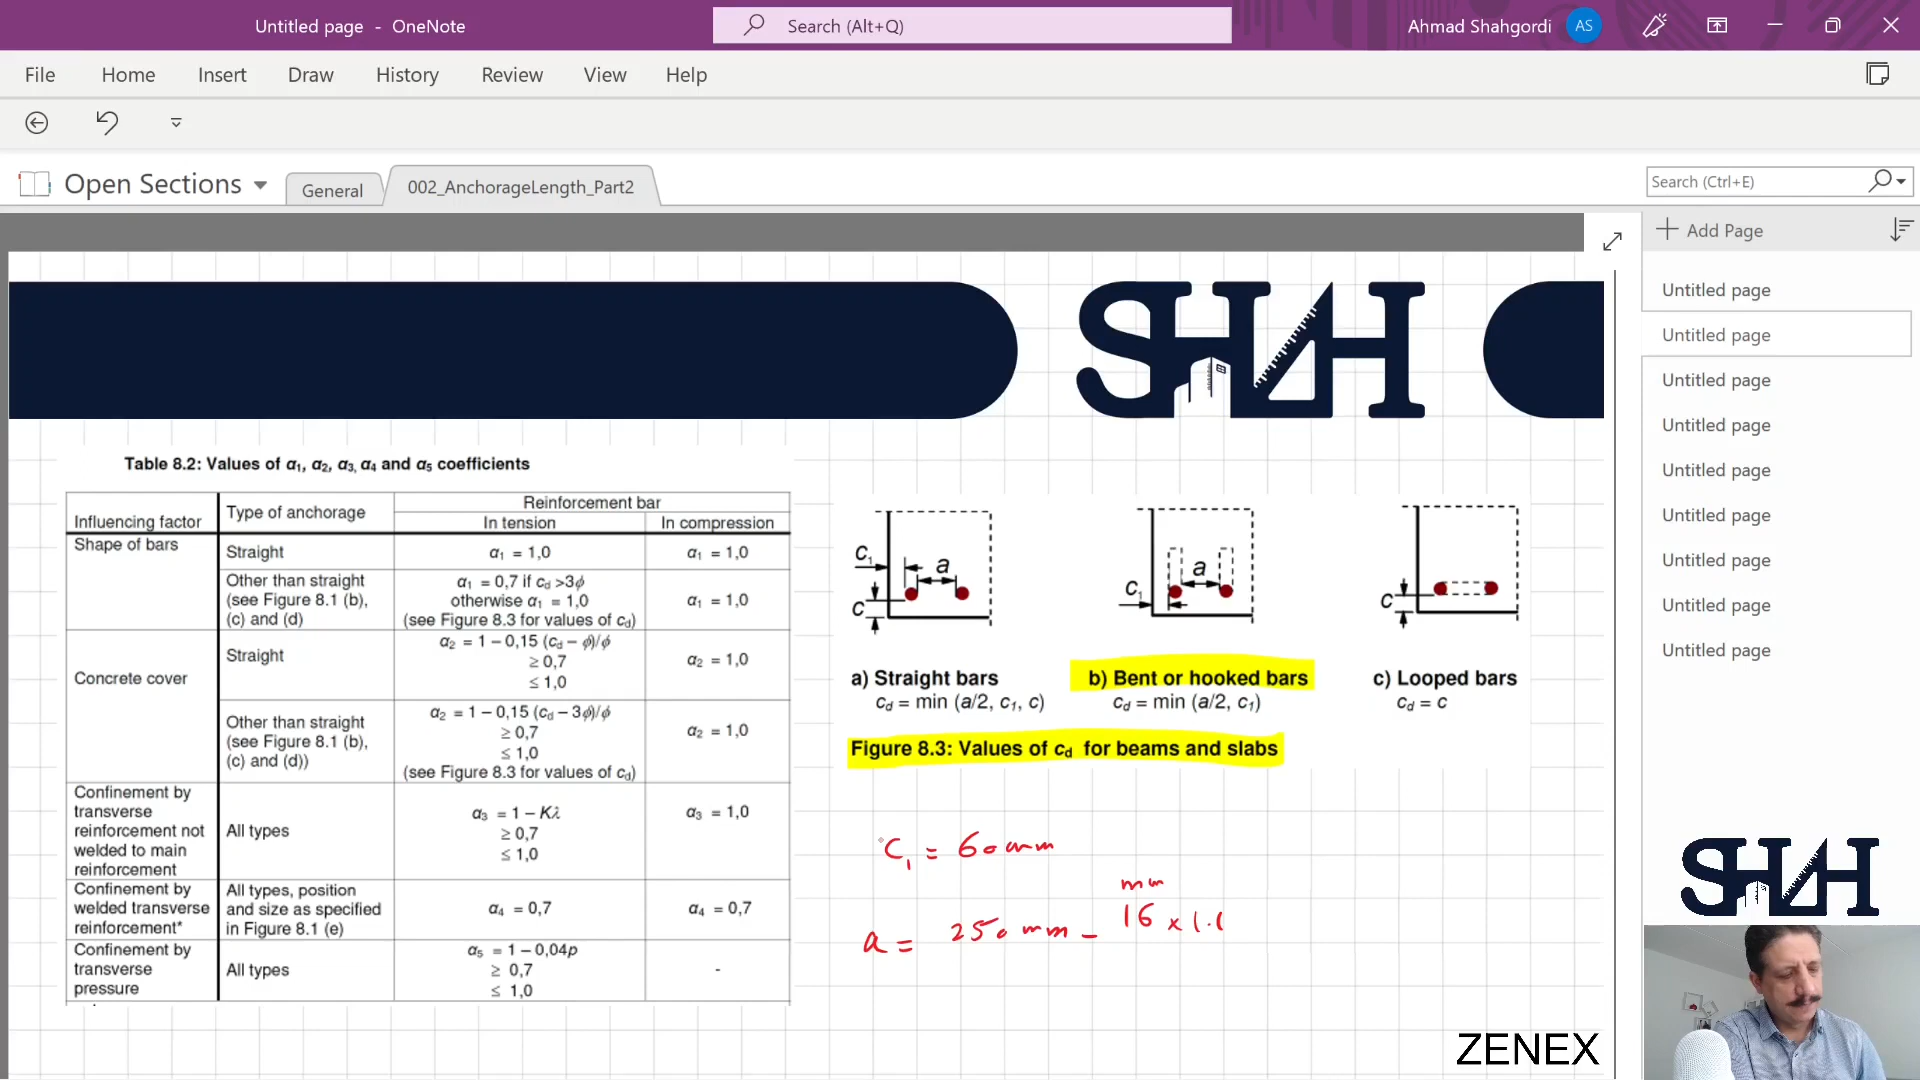 Untitled page - OneNote
Search (Alt+Q)
Ahmad Shahgordi
AS
File Home Insert Draw History Review View Help
Open Sections
General
002_AnchorageLength_Part2
Search (Ctrl+E)
Add Page
Untitled page
Untitled page
Untitled page
Untitled page
Untitled page
Untitled page
Untitled page
Untitled page
Untitled page
SHAH
Table 8.2: Values of α1, α2, α3, α4 and α5 coefficients
Influencing factor
Type of anchorage
Reinforcement bar
In tension
In compression
Shape of bars
Straight
α1 = 1,0
α1 = 1,0
Other than straight
(see Figure 8.1 (b),
(c) and (d)
α1 = 0,7 if cd >3ϕ
otherwise α1 = 1,0
(see Figure 8.3 for values of cd)
α1 = 1,0
Concrete cover
Straight
α2 = 1 – 0,15 (cd – ϕ)/ϕ
≥ 0,7
≤ 1,0
α2 = 1,0
Other than straight
(see Figure 8.1 (b),
(c) and (d))
α2 = 1 – 0,15 (cd – 3ϕ)/ϕ
≥ 0,7
≤ 1,0
(see Figure 8.3 for values of cd)
α2 = 1,0
Confinement by
transverse
reinforcement not
welded to main
reinforcement
All types
α3 = 1 – Kλ
≥ 0,7
≤ 1,0
α3 = 1,0
Confinement by
welded transverse
reinforcement*
All types, position
and size as specified
in Figure 8.1 (e)
α4 = 0,7
α4 = 0,7
Confinement by
transverse
pressure
All types
α5 = 1 – 0,04p
≥ 0,7
≤ 1,0
-
C1
a
C
C1
a
C
a) Straight bars
cd = min (a/2, c1, c)
b) Bent or hooked bars
cd = min (a/2, c1)
c) Looped bars
cd = c
Figure 8.3: Values of cd for beams and slabs
C1 = 60mm
mm
a = 250 mm - 16 x 1.
SHAH
ZENEX